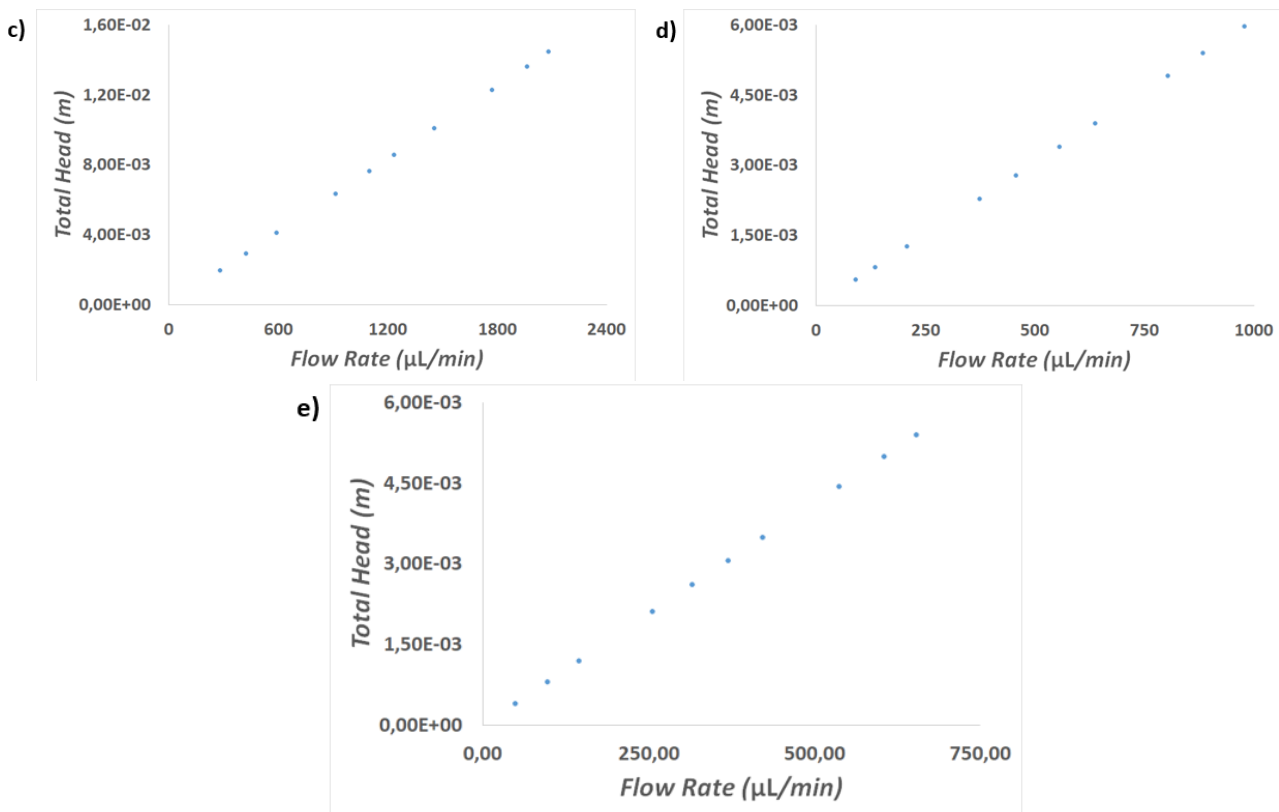 c)
1,60E-02
1,20E-02
8,00E-03
4,00E-03
0,00E+00
Total Head (m)
0 600 1200 1800 2400
Flow Rate (µL/min)
d)
6,00E-03
4,50E-03
3,00E-03
1,50E-03
0,00E+00
Total Head (m)
0 250 500 750 1000
Flow Rate (µL/min)
e)
6,00E-03
4,50E-03
3,00E-03
1,50E-03
0,00E+00
Total Head (m)
0,00 250,00 500,00 750,00
Flow Rate (µL/min)